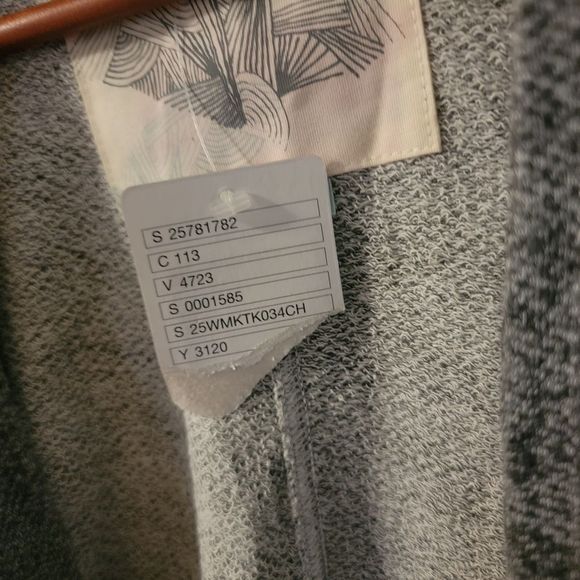 S 25781782
C 113
V 4723
S 0001585
S 25WMKTK034CH
Y 3120